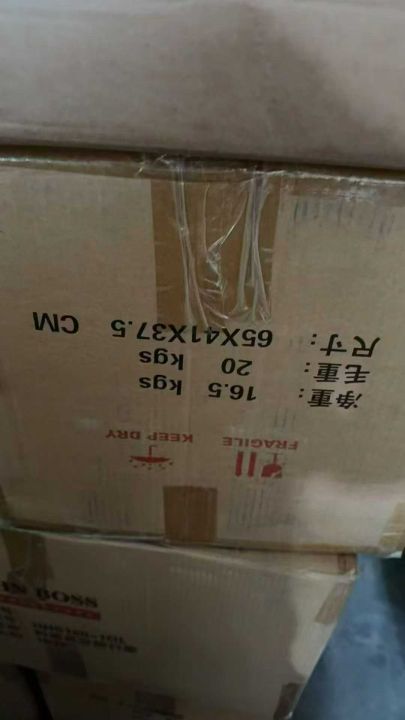 净重: 16.5 kgs
毛重: 20 kgs
尺寸: 65X41X37.5 CM
FRAGILE KEEP DRY
BOSS